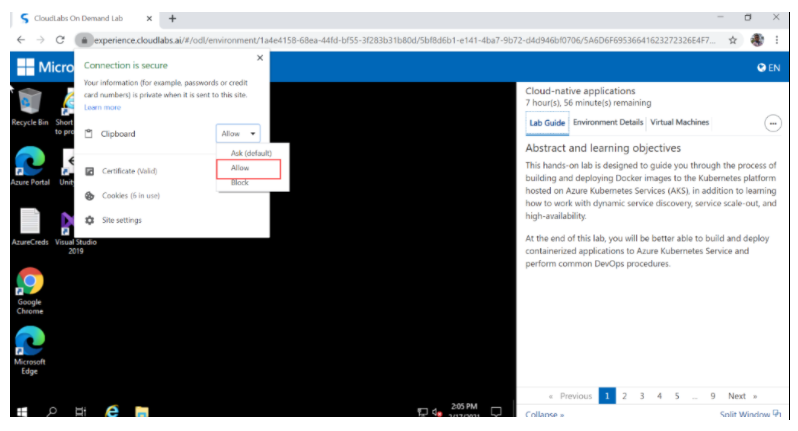 CloudLabs On Demand Lab
experience.cloudlabs.ai/#/odl/environment/1a4e4158-68ea-44fd-bf55-3f283b31b80d/5bf8d6b1-e141-4ba7-9b72-d4d946bf0706/5A6D6F69536641623272326E4F7...
Micro
EN
Connection is secure
Your information (for example, passwords or credit
card numbers) is private when it is sent to this site.
Learn more
Clipboard
Allow
Ask (default)
Allow
Block
Certificate (Valid)
Cookies (6 in use)
Site settings
Recycle Bin
Short
to pro
Azure Portal
Unit
AzureCreds
Visual Studio
2019
Google
Chrome
Microsoft
Edge
2:05 PM
Cloud-native applications
7 hour(s), 56 minute(s) remaining
Lab Guide Environment Details Virtual Machines
Abstract and learning objectives
This hands-on lab is designed to guide you through the process of
building and deploying Docker images to the Kubernetes platform
hosted on Azure Kubernetes Services (AKS), in addition to learning
how to work with dynamic service discovery, service scale-out, and
high-availability.
At the end of this lab, you will be better able to build and deploy
containerized applications to Azure Kubernetes Service and
perform common DevOps procedures.
« Previous 1 2 3 4 5 ... 9 Next »
Collapse »
Split Window